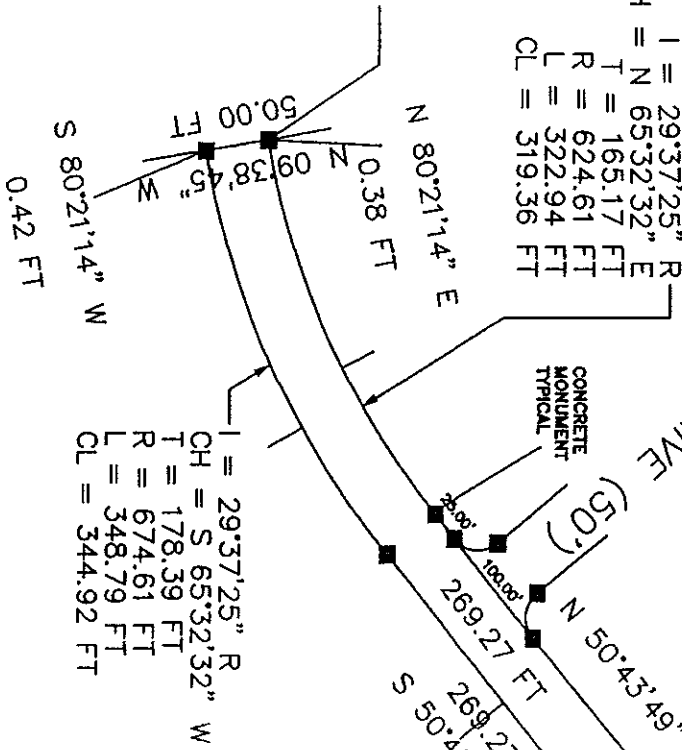 I = 29°37'25" R
H = N 65°32'32" E
T = 165.17 FT
R = 624.61 FT
L = 322.94 FT
CL = 319.36 FT
N 80°21'14" E
0.38 FT
50.00 FT
N 09°38'45" W
S 80°21'14" W
0.42 FT
CONCRETE
MONUMENT
TYPICAL
VE
(50')
25.00'
100.00'
N 50°43'49"
269.27 FT
269.27
S 50°4
I = 29°37'25" R
CH = S 65°32'32" W
T = 178.39 FT
R = 674.61 FT
L = 348.79 FT
CL = 344.92 FT